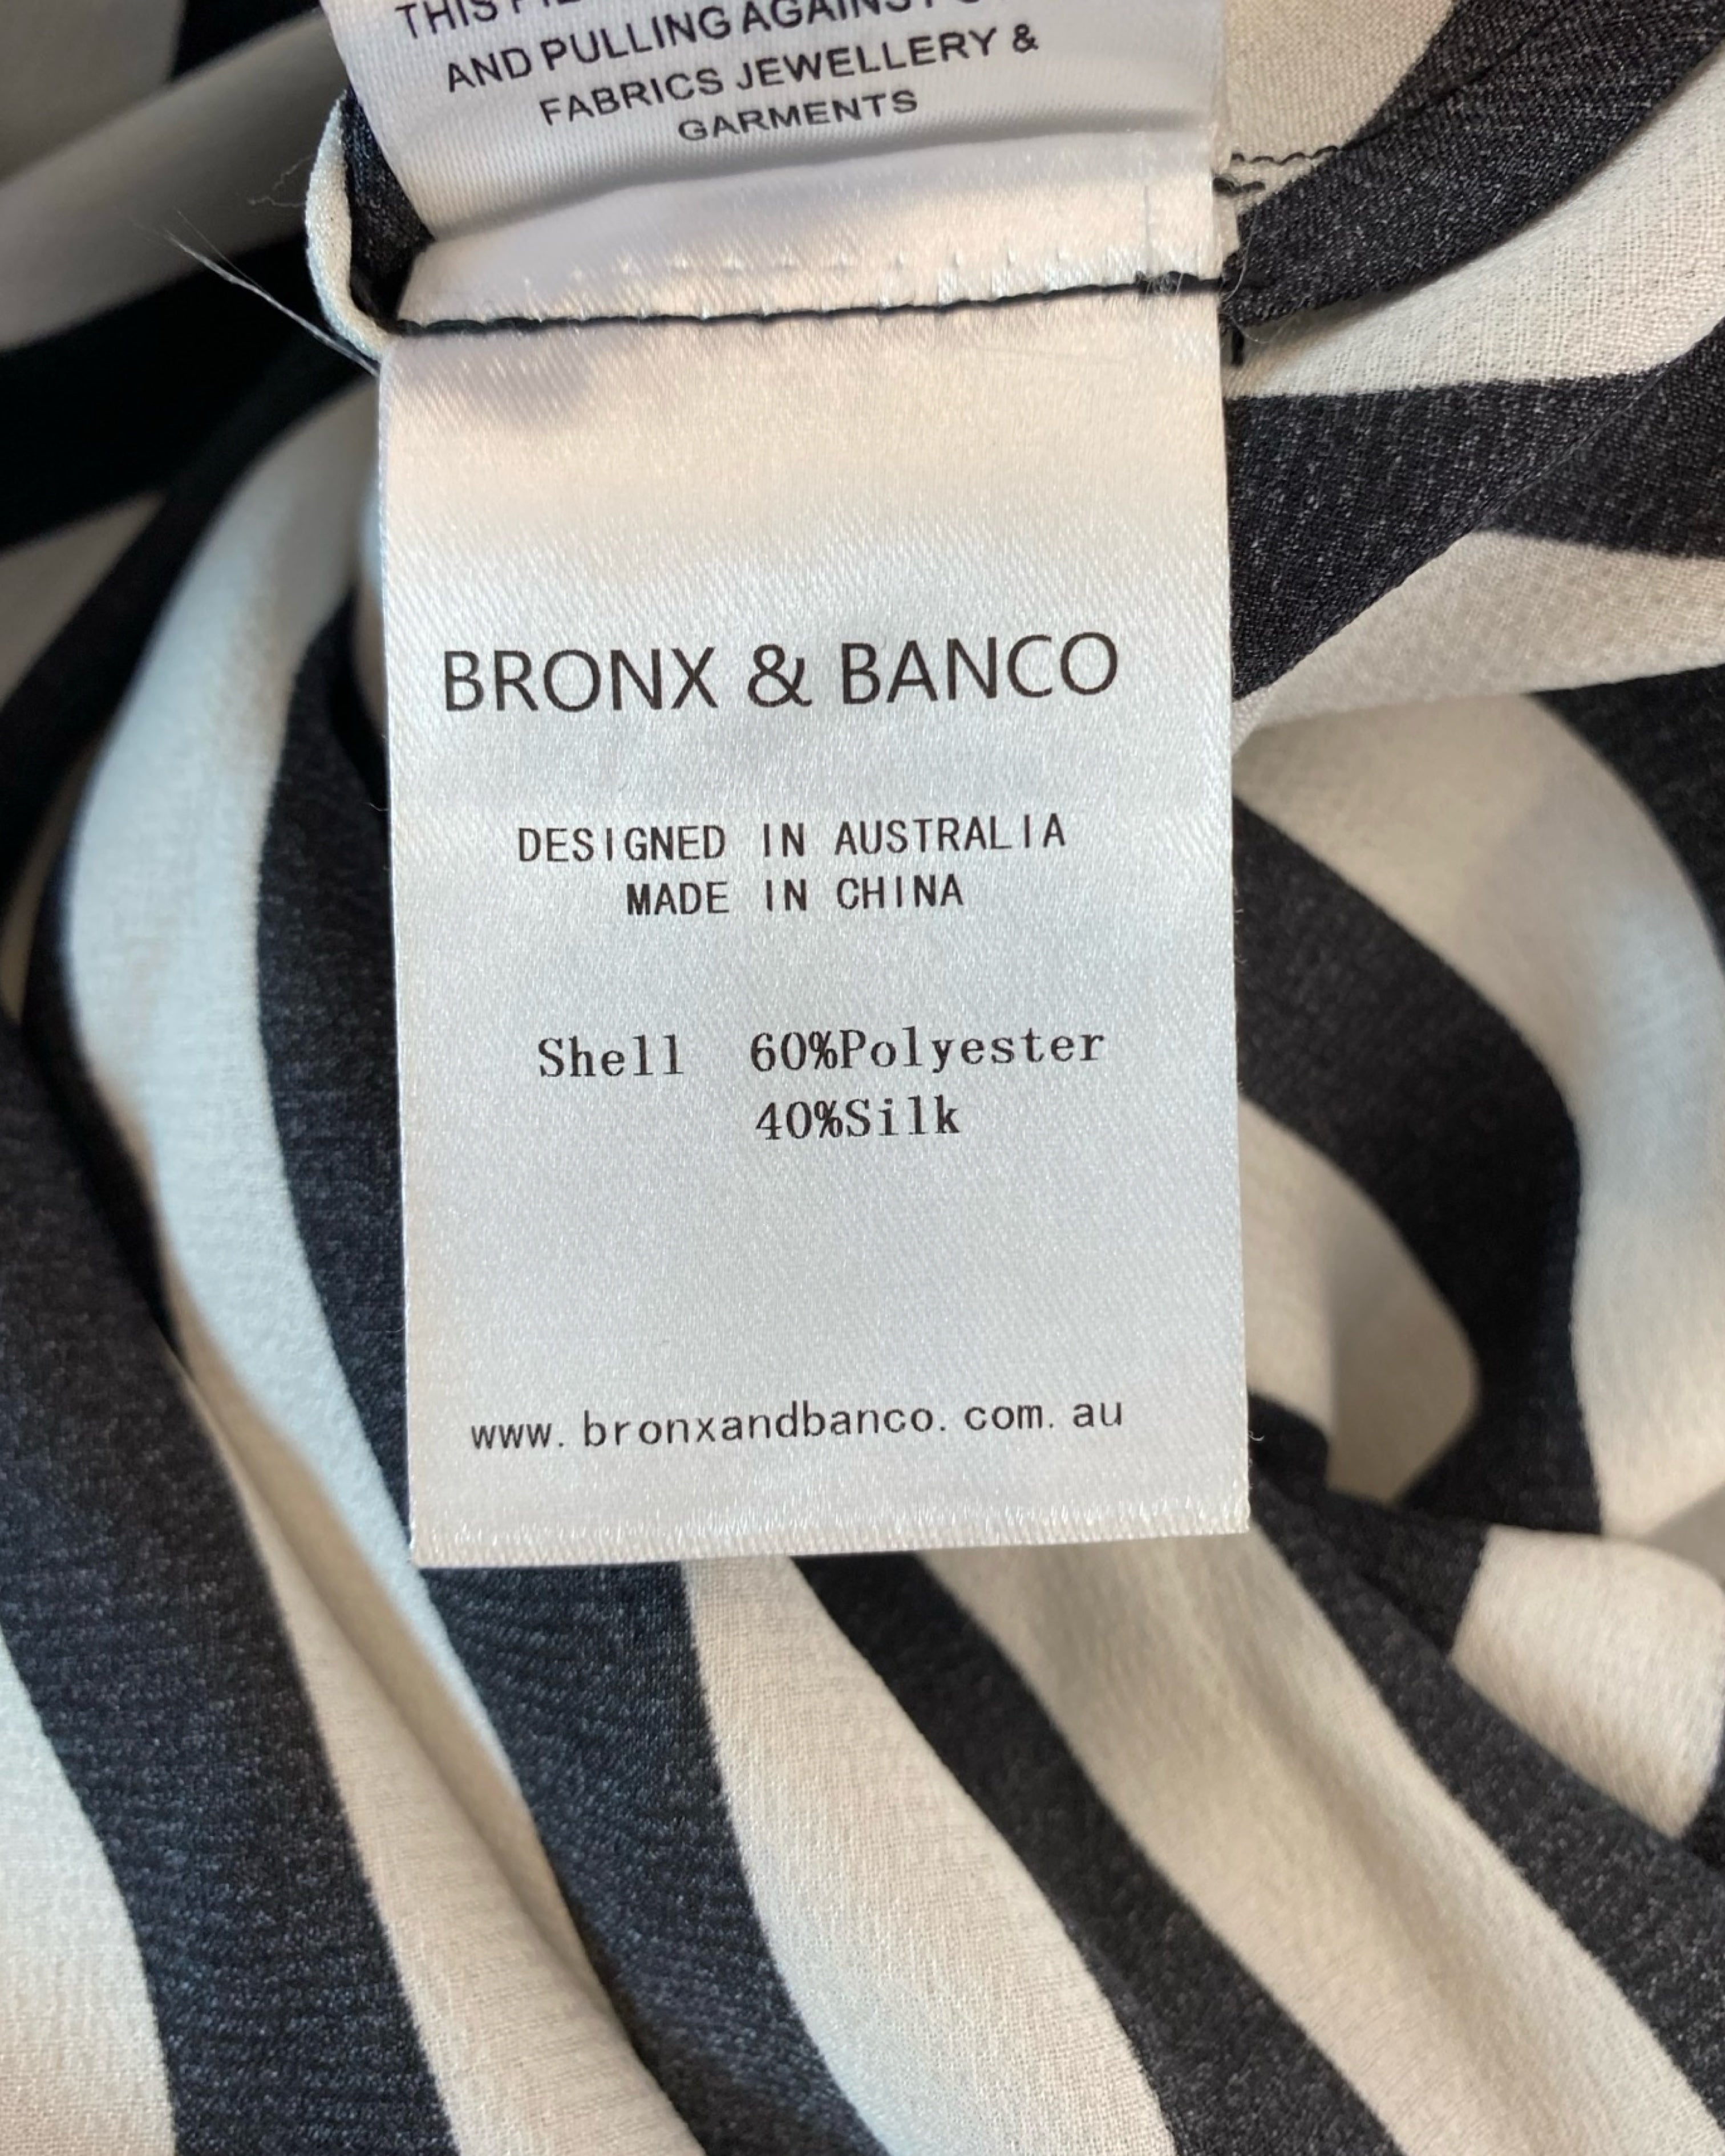 THIS
AND PULLING AGAINST
FABRICS JEWELLERY &
GARMENTS
BRONX & BANCO
DESIGNED IN AUSTRALIA
MADE IN CHINA
Shell 60%Polyester
40%Silk
www.bronxandbanco.com.au